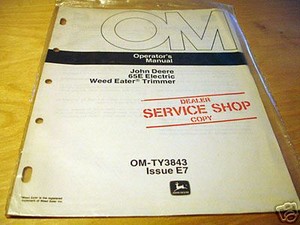 OM
Operator's
Manual
John Deere
65E Electric
Weed Eater® Trimmer
DEALER
SERVICE SHOP
COPY
OM-TY3843
Issue E7